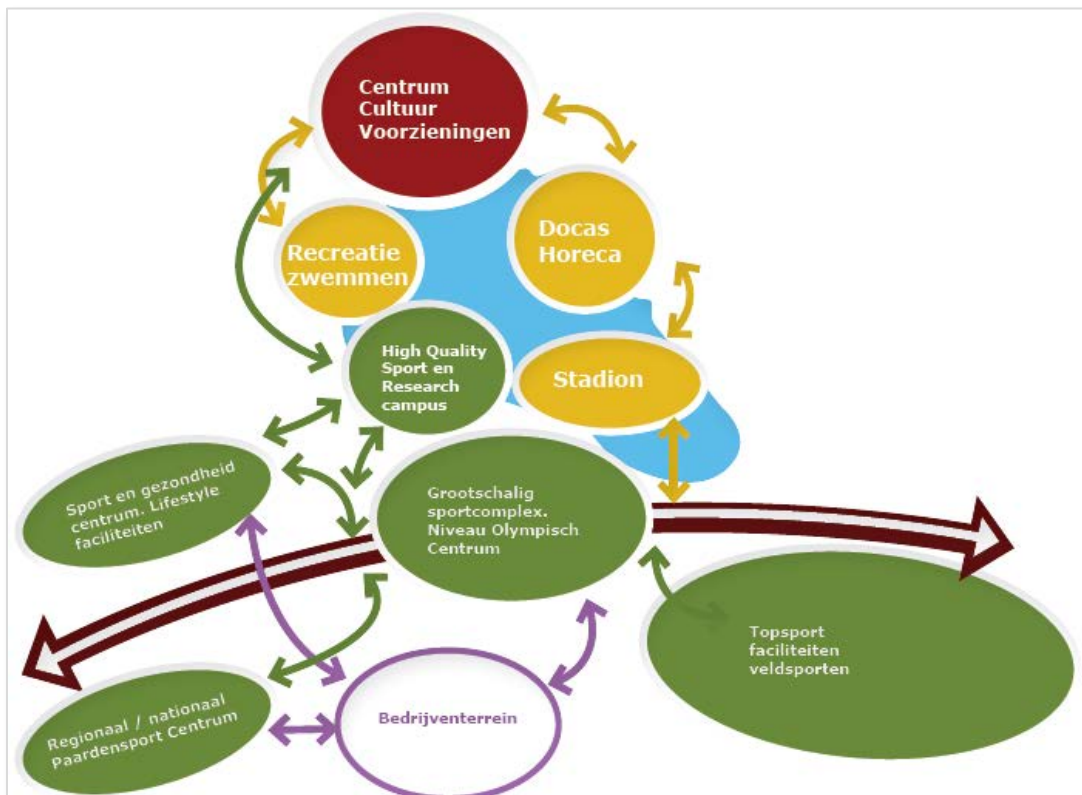 Centrum
Cultuur
Voorzieningen
Docas
Horeca
Recreatie
zwemmen
High Quality
Sport en
Research
campus
Stadion
Sport en gezondheid
centrum. Lifestyle
faciliteiten
Grootschalig
sportcomplex.
Niveau Olympisch
Centrum
Topsport
faciliteiten
veldsporten
Regionaal / nationaal
Paardensport Centrum
Bedrijventerrein